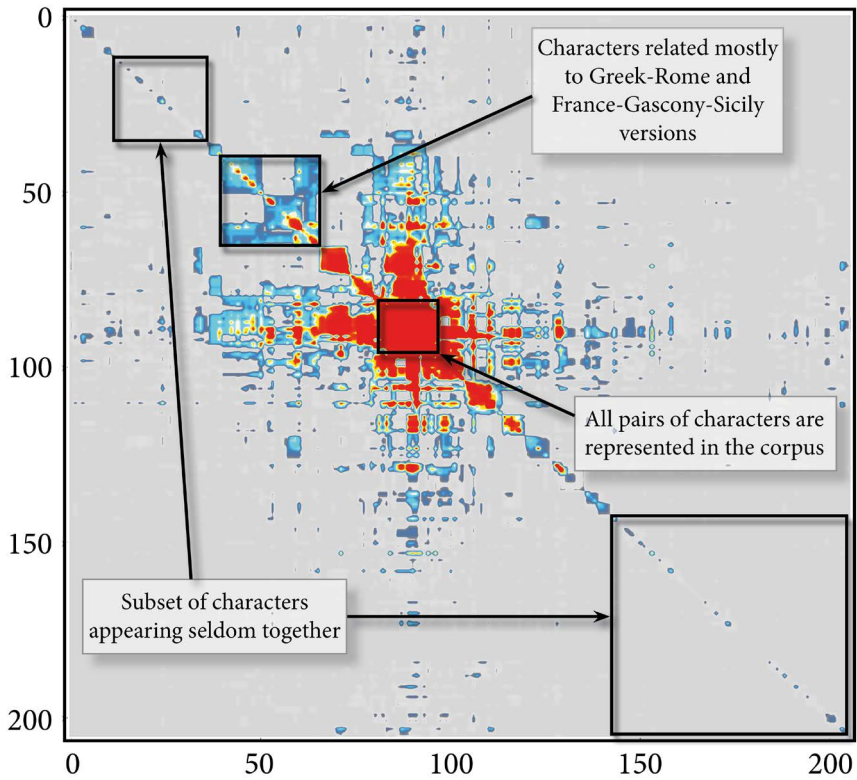 0
Characters related mostly
to Greek-Rome and
France-Gascony-Sicily
versions
50
100
All pairs of characters are
represented in the corpus
150
Subset of characters
appearing seldom together
200
0
50
100
150
200